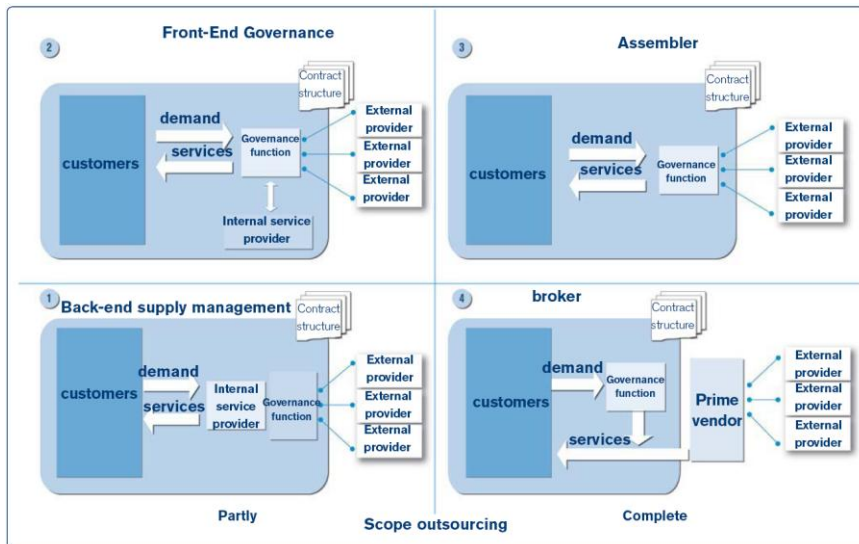 2
Front-End Governance
Contract
structure
customers
demand
services
Governance
function
External
provider
External
provider
External
provider
Internal service
provider
3
Assembler
Contract
structure
customers
demand
services
Governance
function
External
provider
External
provider
External
provider
1
Back-end supply management
Contract
structure
customers
demand
services
Internal
service
provider
Governance
function
External
provider
External
provider
External
provider
4
broker
Contract
structure
customers
demand
Governance
function
services
Prime
vendor
External
provider
External
provider
External
provider
Partly
Scope outsourcing
Complete